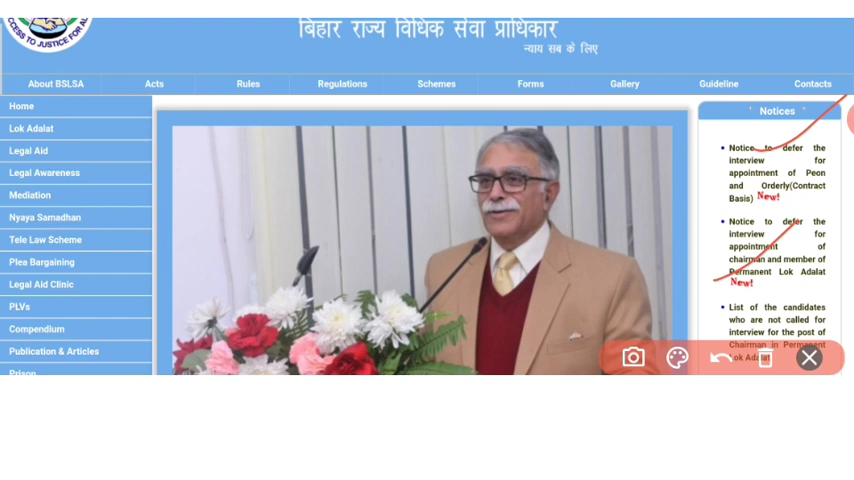 CCESS TO JUSTICE FOR AL
बिहार राज्य विधिक सेवा प्राधिकार
न्याय सब के लिए
About BSLSA Acts Rules Regulations Schemes Forms Gallery Guideline Contacts
Home
Lok Adalat
Legal Aid
Legal Awareness
Mediation
Nyaya Samadhan
Tele Law Scheme
Plea Bargaining
Legal Aid Clinic
PLVs
Compendium
Publication & Articles
Prison
Notices
Notice to defer the
interview for
appointment of Peon
and Orderly(Contract
Basis) New!
Notice to defer the
interview for
appointment of
chairman and member of
Permanent Lok Adalat
New!
List of the candidates
who are not called for
interview for the post of
Chairman in Permanent
Lok Adalat